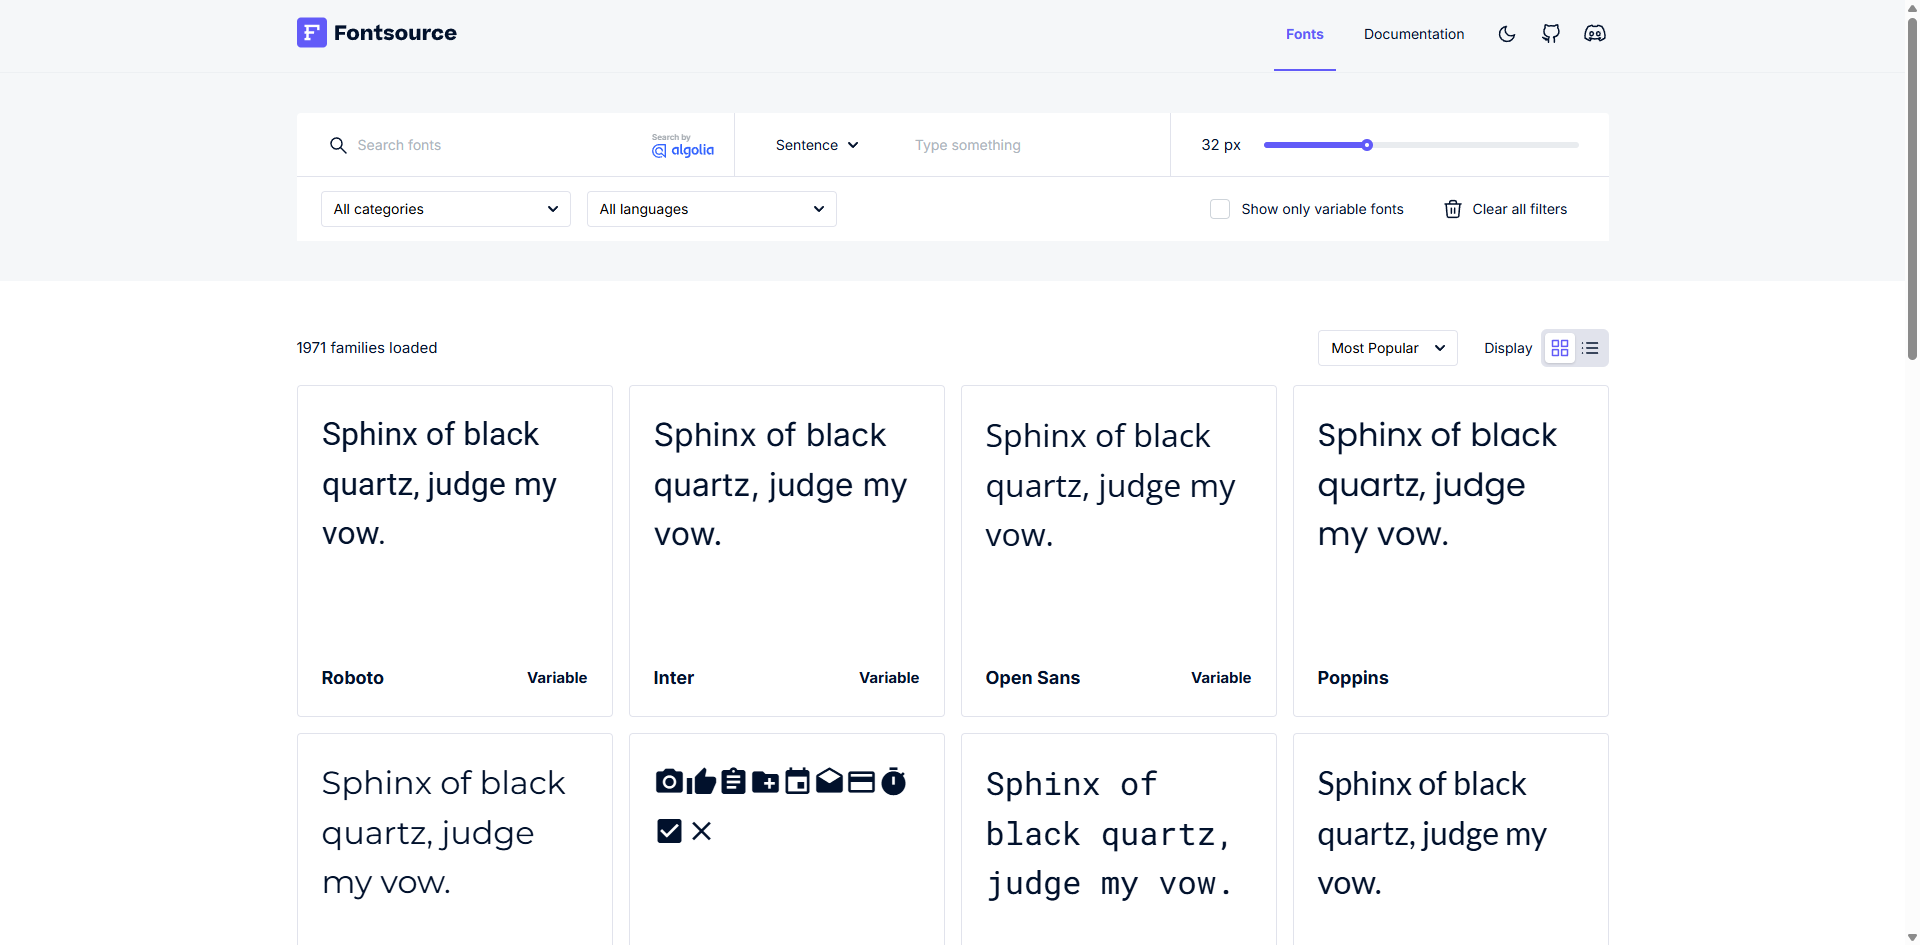 Fontsource
Fonts
Documentation
Search fonts
Search by
algolia
Sentence
Type something
32 px
All categories
All languages
Show only variable fonts
Clear all filters
1971 families loaded
Most Popular
Display
Sphinx of black
quartz, judge my
vow.
Roboto
Variable
Sphinx of black
quartz, judge my
vow.
Inter
Variable
Sphinx of black
quartz, judge my
vow.
Open Sans
Variable
Sphinx of black
quartz, judge
my vow.
Poppins
Sphinx of black
quartz, judge
my vow.
Sphinx of
black quartz,
judge my vow.
Sphinx of black
quartz, judge my
vow.